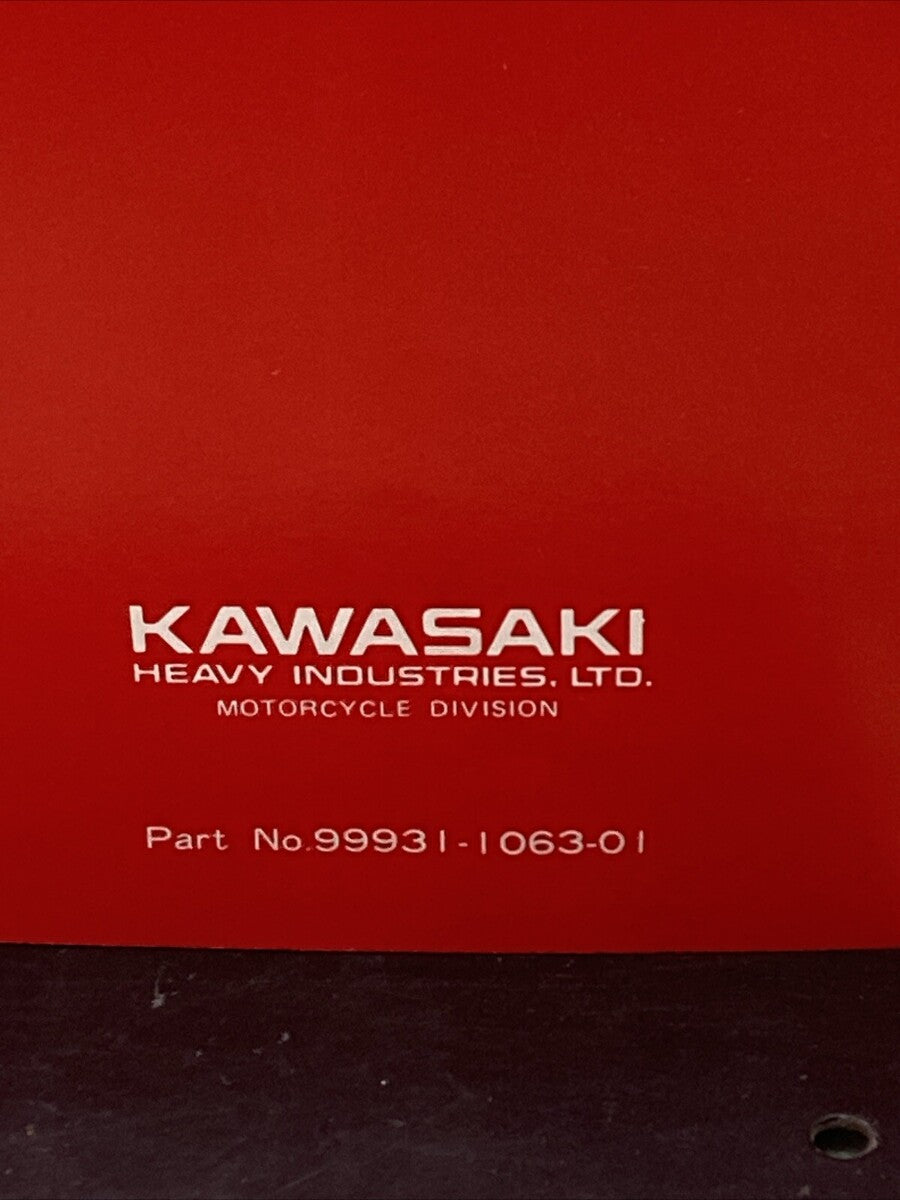 KAWASAKI
HEAVY INDUSTRIES, LTD.
MOTORCYCLE DIVISION
Part No.99931-1063-01